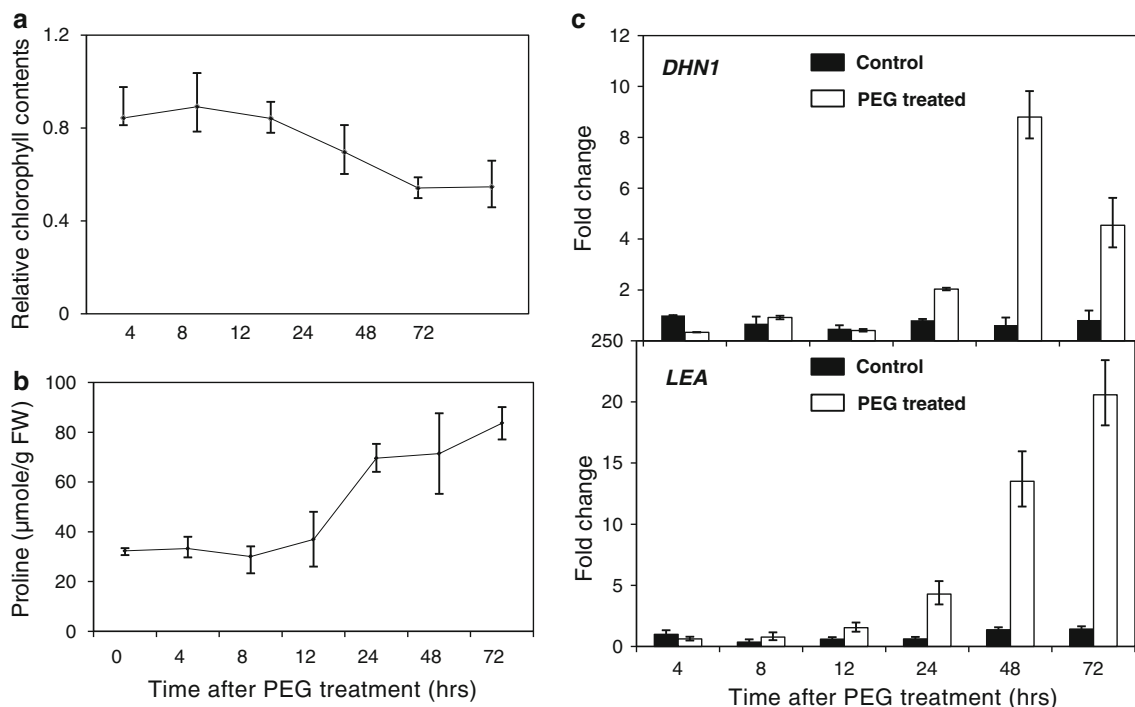 a
1.2
0.8
0.4
0
Relative chlorophyll contents
4 8 12 24 48 72
b
100
80
60
40
20
0
Proline (µmole/g FW)
0 4 8 12 24 48 72
Time after PEG treatment (hrs)
c
12
10
8
6
4
2
250
Fold change
DHN1
Control
PEG treated
LEA
Control
PEG treated
20
15
10
5
0
Fold change
4 8 12 24 48 72
Time after PEG treatment (hrs)